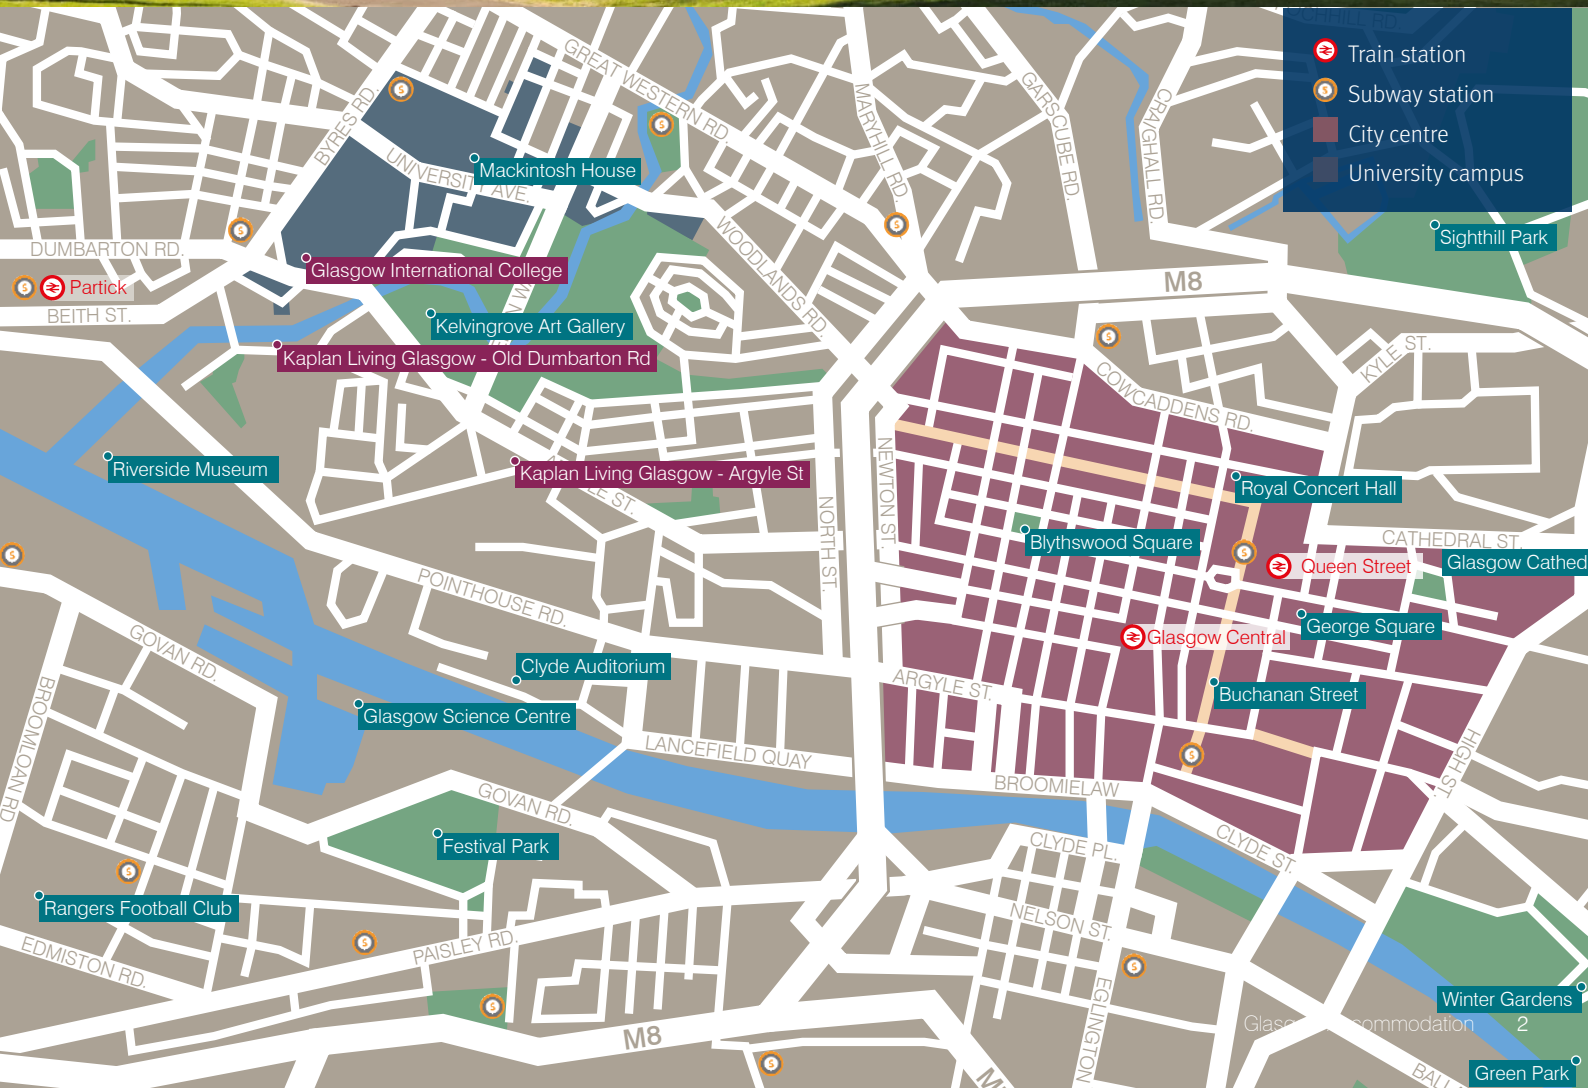 Train station
Subway station
City centre
University campus
GREAT WESTERN RD.
MARYHILL RD.
GARSCUBE RD.
CRAIGHALL RD.
BYRES RD.
UNIVERSITY AVE.
Mackintosh House
Sighthill Park
DUMBARTON RD.
WOODLANDS RD.
Glasgow International College
M8
Partick
BEITH ST.
Kelvingrove Art Gallery
Kaplan Living Glasgow - Old Dumbarton Rd
KYLE ST.
COWCADDENS RD.
Riverside Museum
Kaplan Living Glasgow - Argyle St
ST.
NEWTON ST.
NORTH ST.
Royal Concert Hall
Blythswood Square
CATHEDRAL ST.
Glasgow Cathed
Queen Street
POINTHOUSE RD.
George Square
Glasgow Central
GOVAN RD.
Clyde Auditorium
ARGYLE ST.
Buchanan Street
BROOMLOAN RD
Glasgow Science Centre
LANCEFIELD QUAY
HIGH ST.
BROOMIELAW
GOVAN RD.
Festival Park
CLYDE PL.
CLYDE ST.
Rangers Football Club
NELSON ST.
PAISLEY RD.
EDMISTON RD.
EGLINGTON
Winter Gardens
M8
2
Green Park